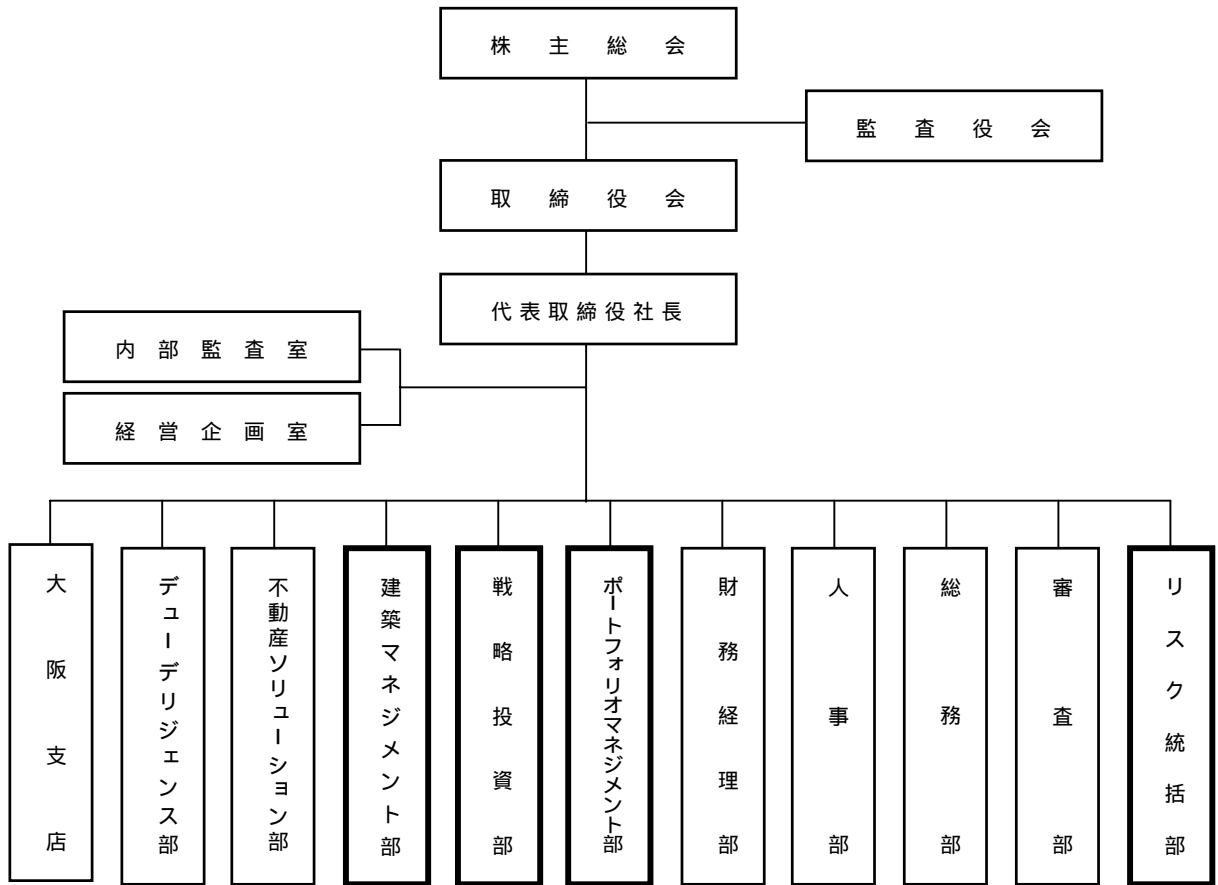 株主総会
監査役会
取締役会
代表取締役社長
内部監査室
経営企画室
大阪支店
デューデリジェンス部
不動産ソリューション部
建築マネジメント部
戦略投資部
ポートフォリオマネジメント部
財務経理部
人事部
総務部
審査部
リスク統括部